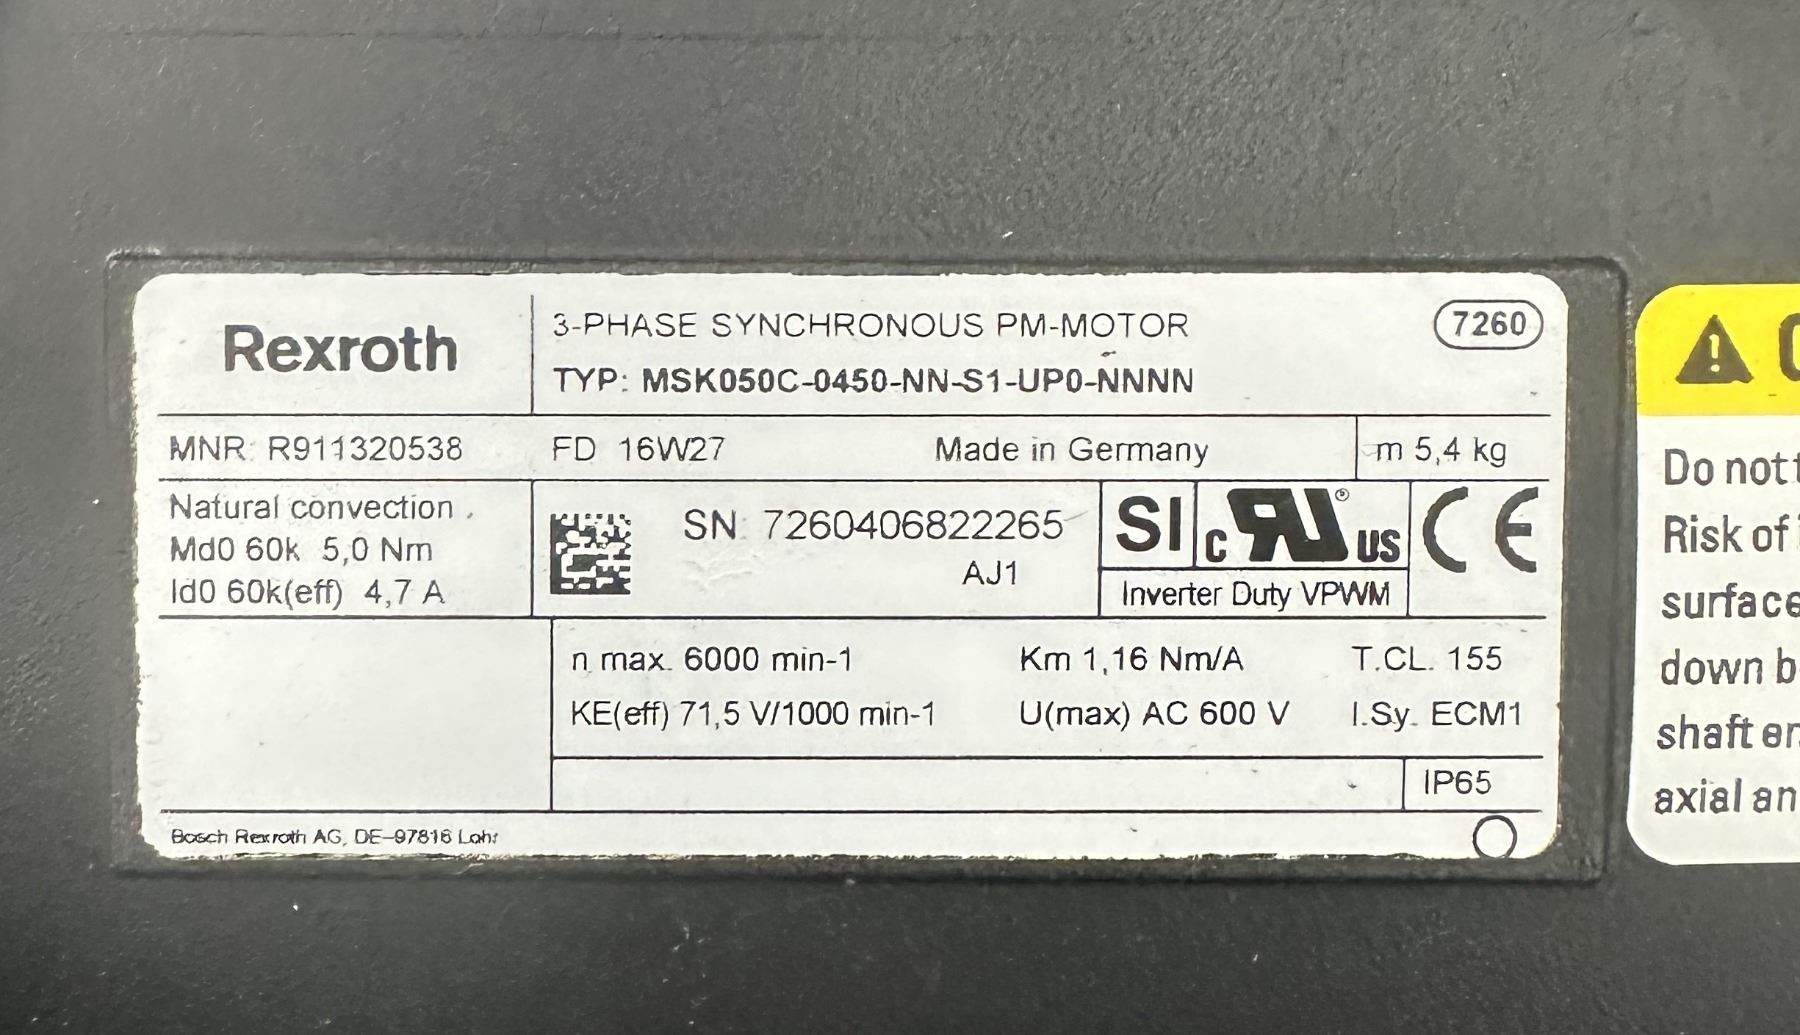 Rexroth
3-PHASE SYNCHRONOUS PM-MOTOR
7260
TYP: MSK050C-0450-NN-S1-UP0-NNNN
MNR: R911320538
FD 16W27
Made in Germany
m 5,4 kg
Natural convection
Md0 60k 5,0 Nm
Id0 60k(eff) 4,7 A
SN: 7260406822265
AJ1
SI
c RU ® US
Inverter Duty VPWM
CE
n max. 6000 min-1
Km 1,16 Nm/A
T.CL. 155
KE(eff) 71,5 V/1000 min-1
U(max) AC 600 V
I.Sy. ECM1
IP65
Bosch Rexroth AG, DE-97816 Lohr
Do not
Risk of
surface
down b
shaft
axial an